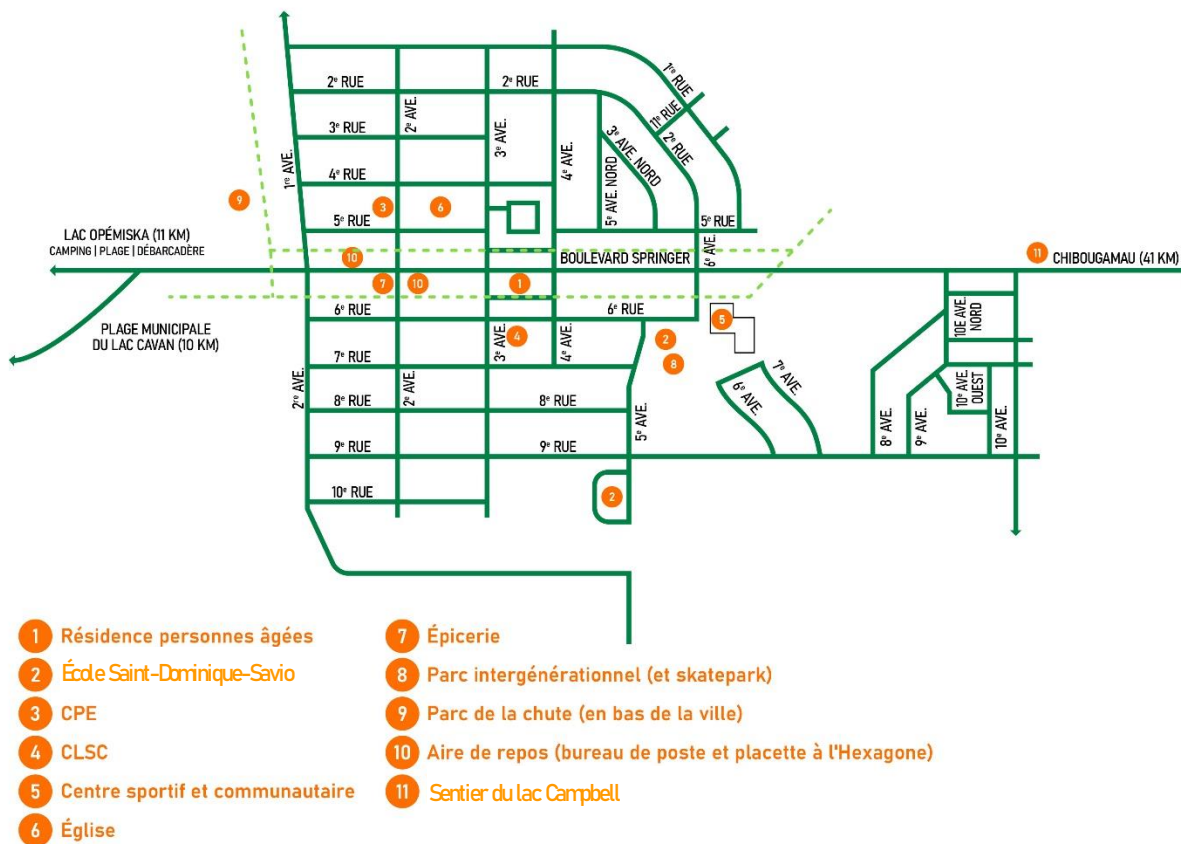 2e RUE
2e RUE
1re RUE
11e RUE
2e RUE
3e RUE
2e AVE.
3e AVE.
4e AVE.
3e AVE. NORD
5e AVE. NORD
1re AVE.
4e RUE
9
3
6
5e RUE
5e RUE
LAC OPÉMISKA (11 KM)
CAMPING | PLAGE | DÉBARCADÈRE
10
BOULEVARD SPRINGER
6e AVE.
11
CHIBOUGAMAU (41 KM)
7
10
1
6e RUE
6e RUE
5
PLAGE MUNICIPALE
DU LAC CAVAN (10 KM)
4
2
8
3e AVE.
4e AVE.
10E AVE.
NORD
7e RUE
2re AVE.
2e AVE.
8e RUE
8e RUE
5e AVE.
6e AVE.
7e AVE.
8e AVE.
9e AVE.
10e AVE.
OUEST
10e AVE.
9e RUE
9e RUE
10e RUE
2
1 Résidence personnes âgées
2 École Saint-Dominique-Savio
3 CPE
4 CLSC
5 Centre sportif et communautaire
6 Église
7 Épicerie
8 Parc intergénérationnel (et skatepark)
9 Parc de la chute (en bas de la ville)
10 Aire de repos (bureau de poste et placette à l'Hexagone)
11 Sentier du lac Campbell